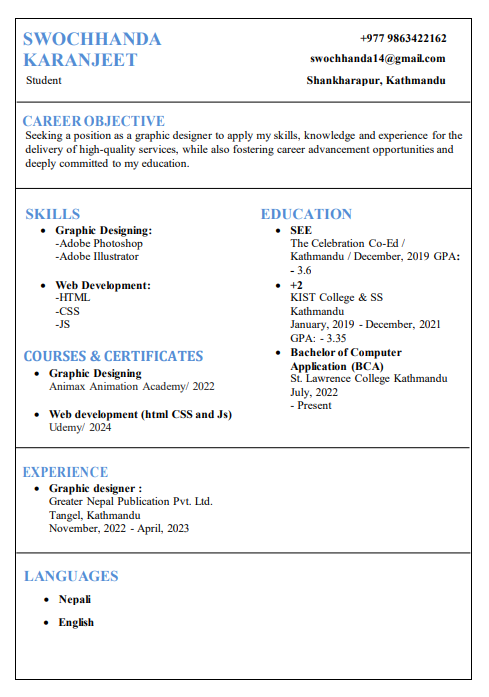 SWOCHHANDA
KARANJEET
Student
+977 9863422162
swochhanda14@gmail.com
Shankharapur, Kathmandu
CAREER OBJECTIVE
Seeking a position as a graphic designer to apply my skills, knowledge and experience for the
delivery of high-quality services, while also fostering career advancement opportunities and
deeply committed to my education.
SKILLS
• Graphic Designing:
-Adobe Photoshop
-Adobe Illustrator
• Web Development:
-HTML
-CSS
-JS
COURSES & CERTIFICATES
• Graphic Designing
Animax Animation Academy/ 2022
• Web development (html CSS and Js)
Udemy/ 2024
EDUCATION
• SEE
The Celebration Co-Ed /
Kathmandu / December, 2019 GPA:
- 3.6
• +2
KIST College & SS
Kathmandu
January, 2019 - December, 2021
GPA: - 3.35
• Bachelor of Computer
Application (BCA)
St. Lawrence College Kathmandu
July, 2022
- Present
EXPERIENCE
• Graphic designer :
Greater Nepal Publication Pvt. Ltd.
Tangel, Kathmandu
November, 2022 - April, 2023
LANGUAGES
• Nepali
• English